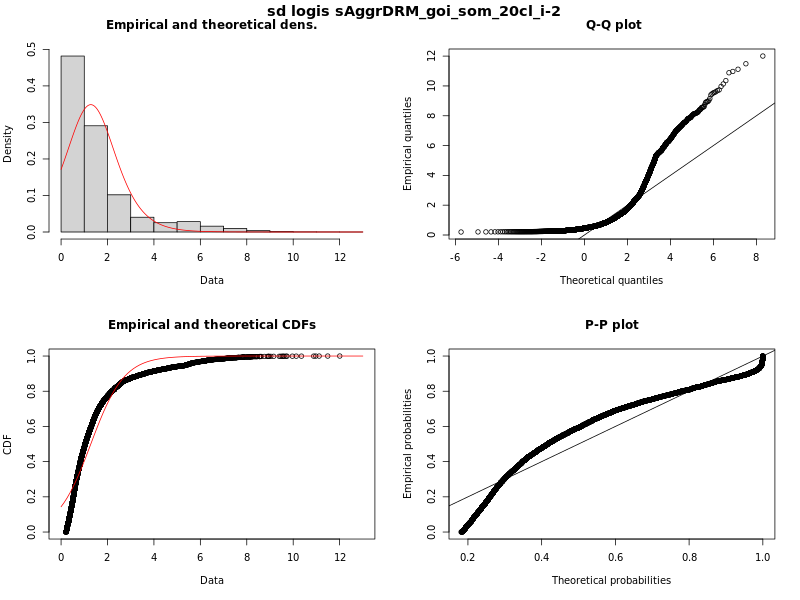 sd logis sAggrDRM_goi_som_20cl_i-2
Empirical and theoretical dens.
Density
0.0 0.1 0.2 0.3 0.4 0.5
0 2 4 6 8 10 12
Data
Q-Q plot
Empirical quantiles
0 2 4 6 8 10 12
-6 -4 -2 0 2 4 6 8
Theoretical quantiles
Empirical and theoretical CDFs
CDF
0.0 0.2 0.4 0.6 0.8 1.0
0 2 4 6 8 10 12
Data
P-P plot
Empirical probabilities
0.0 0.2 0.4 0.6 0.8 1.0
0.2 0.4 0.6 0.8 1.0
Theoretical probabilities